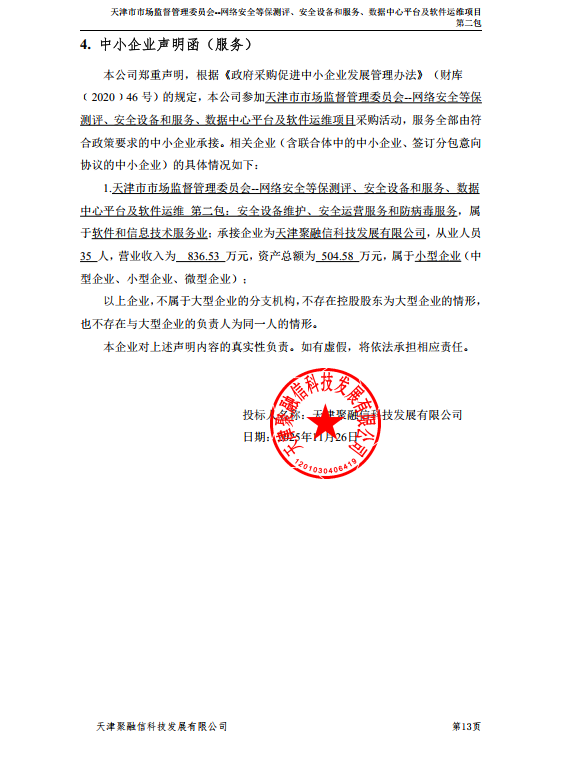 天津市市场监督管理委员会--网络安全等保测评、安全设备和服务、数据中心平台及软件运维项目
第二包
4. 中小企业声明函（服务）
本公司郑重声明，根据《政府采购促进中小企业发展管理办法》（财库
﹝2020﹞46 号）的规定，本公司参加天津市市场监督管理委员会--网络安全等保
测评、安全设备和服务、数据中心平台及软件运维项目采购活动，服务全部由符
合政策要求的中小企业承接。相关企业（含联合体中的中小企业、签订分包意向
协议的中小企业）的具体情况如下：
1.天津市市场监督管理委员会--网络安全等保测评、安全设备和服务、数据
中心平台及软件运维 第二包：安全设备维护、安全运营服务和防病毒服务，属
于软件和信息技术服务业；承接企业为天津聚融信科技发展有限公司，从业人员
35 人，营业收入为 836.53 万元，资产总额为 504.58 万元，属于小型企业（中
型企业、小型企业、微型企业）；
以上企业，不属于大型企业的分支机构，不存在控股股东为大型企业的情形，
也不存在与大型企业的负责人为同一人的情形。
本企业对上述声明内容的真实性负责。如有虚假，将依法承担相应责任。
投标人名称：天津聚融信科技发展有限公司
日期：2025年11月26日
天津聚融信科技发展有限公司
1201030406419
天津聚融信科技发展有限公司
第13页